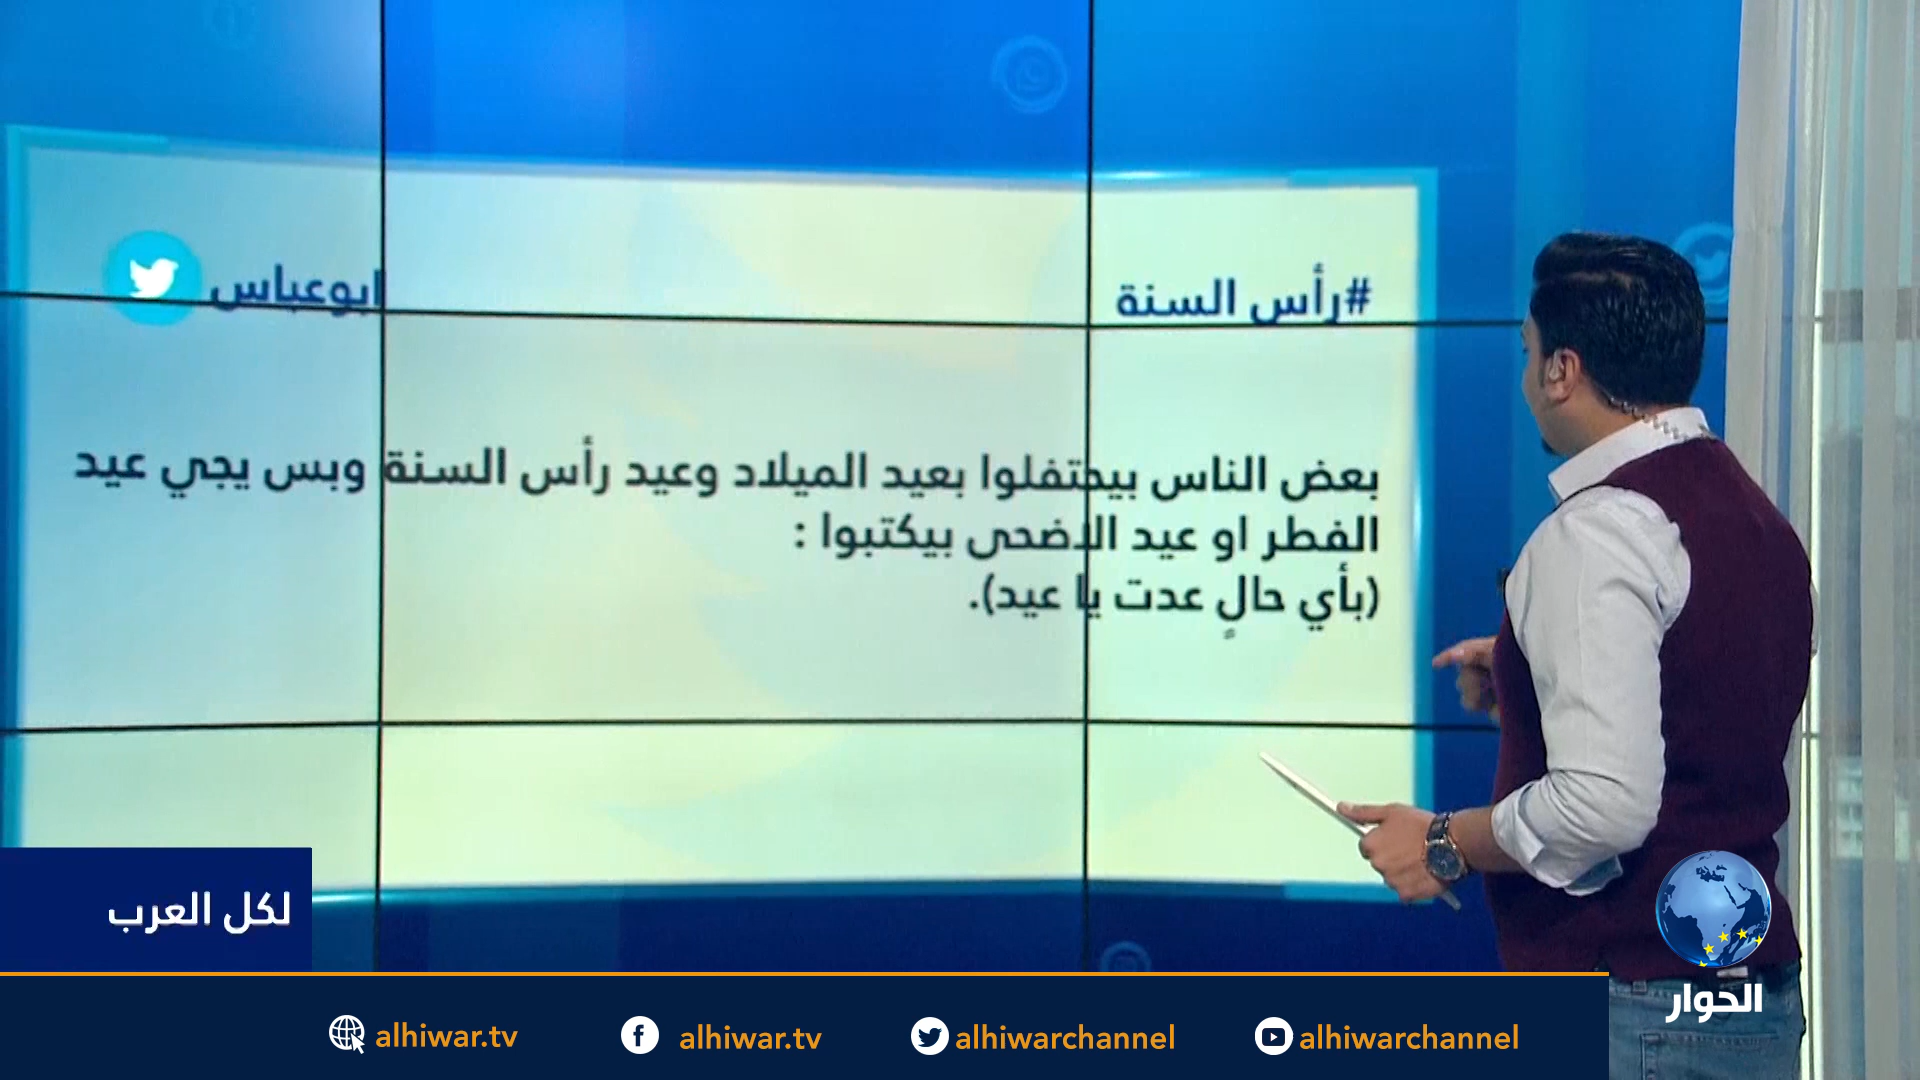 #رأس السنة
ابوعباس
بعض الناس بيحتفلوا بعيد الميلاد وعيد رأس السنة وبس يجي عيد
الفطر او عيد الاضحى بيكتبوا :
(بأي حالٍ عدت يا عيد).
لكل العرب
الحوار
alhiwar.tv
alhiwar.tv
alhiwarchannel
alhiwarchannel